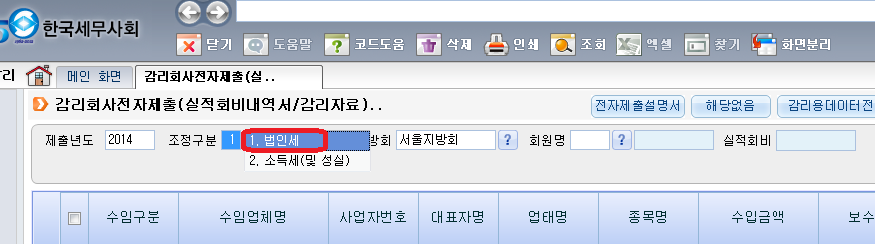 한국세무사회
닫기 도움말 코드도움 삭제 인쇄 조회 엑셀 찾기 화면분리
리 메인 화면 감리회사전자제출(실..
감리회사전자제출(실적회비내역서/감리자료).. 전자제출설명서 해당없음 감리용데이터전
제출년도 2014 조정구분 1 1. 법인세 방회 서울지방회 ? 회원명 ? 실적회비
2. 소득세(및 성실)
수임구분 수임업체명 사업자번호 대표자명 업태명 종목명 수입금액 보수